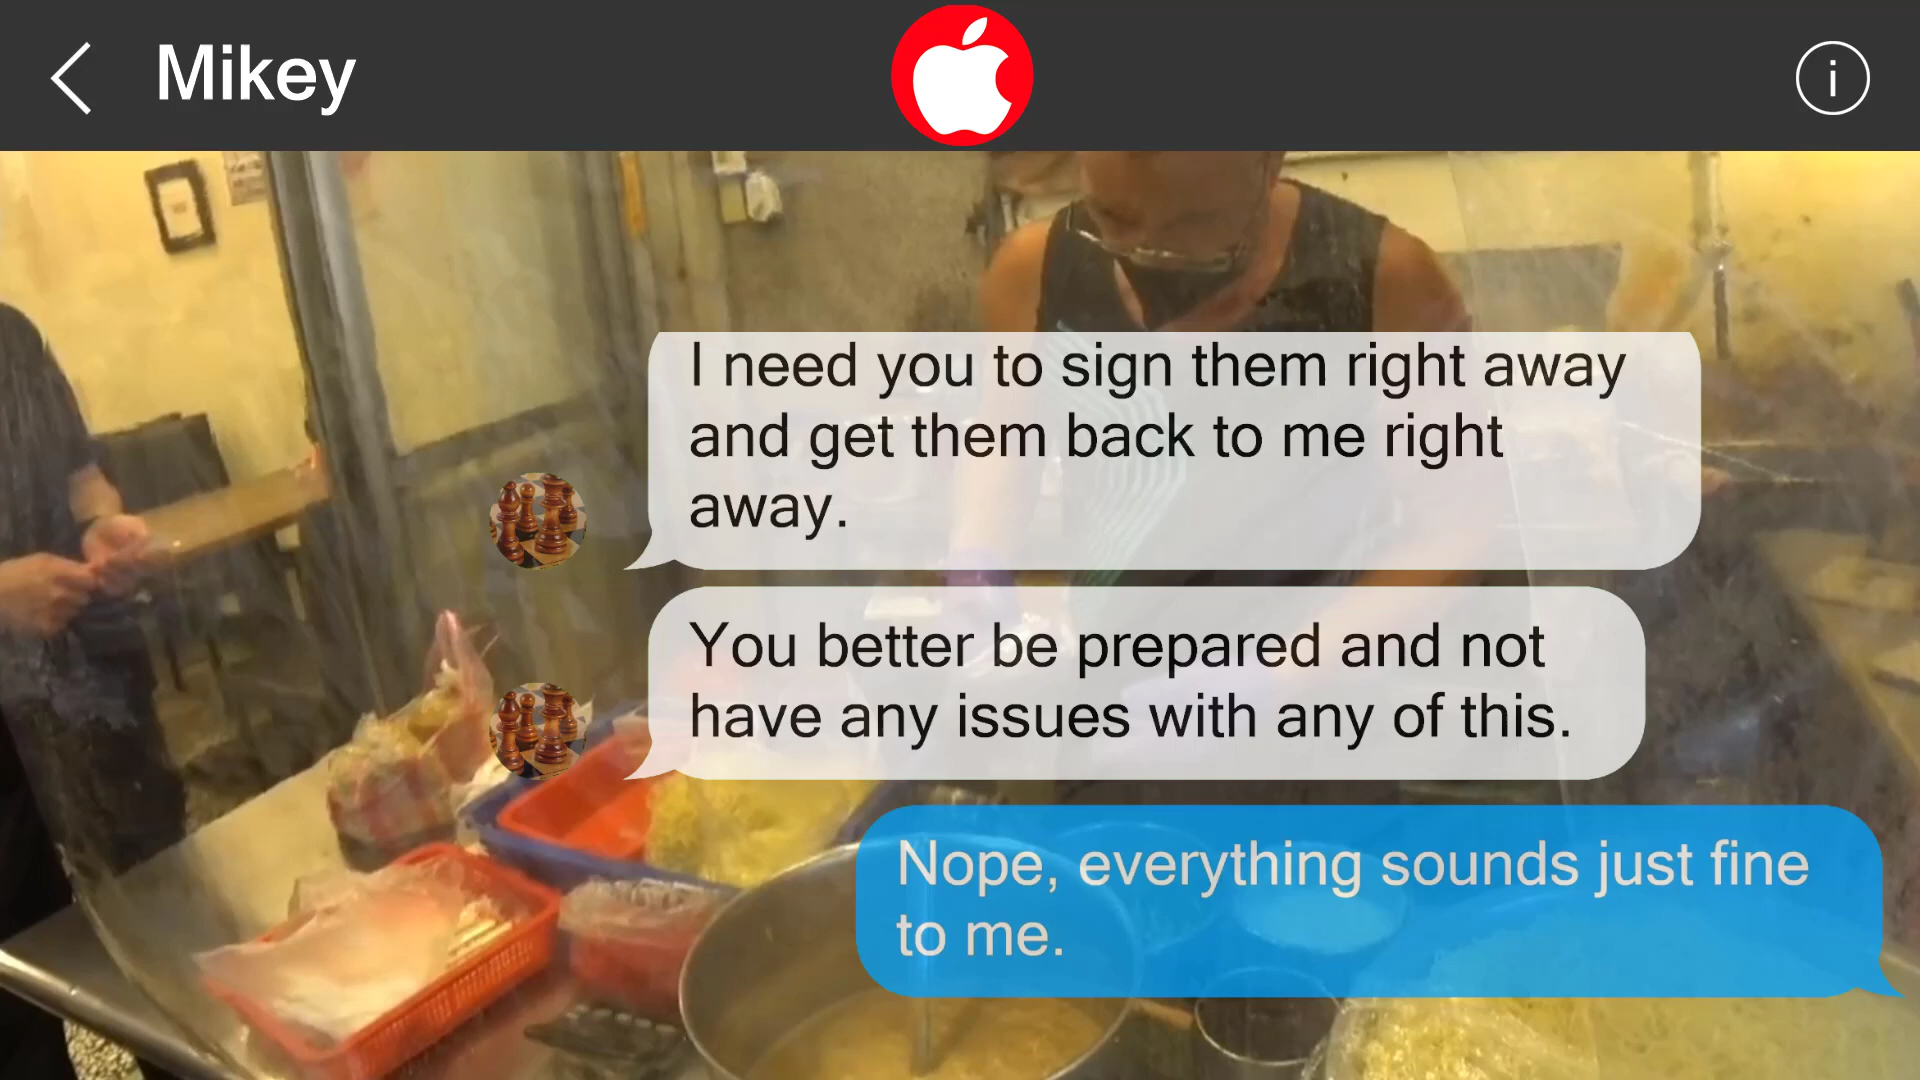 Mikey
I need you to sign them right away
and get them back to me right
away.
You better be prepared and not
have any issues with any of this.
Nope, everything sounds just fine
to me.